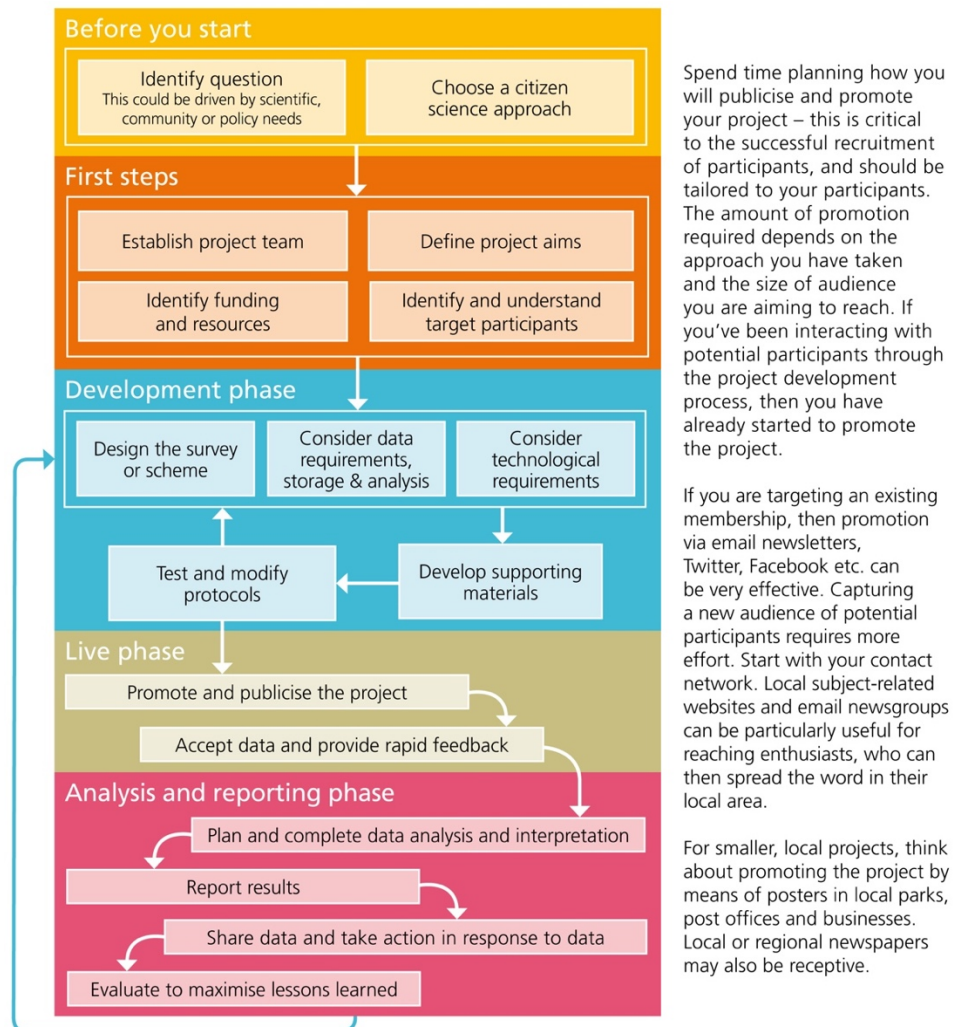 Before you start
Identify question
This could be driven by scientific,
community or policy needs
Choose a citizen
science approach
First steps
Establish project team
Define project aims
Identify funding
and resources
Identify and understand
target participants
Development phase
Design the survey
or scheme
Consider data
requirements,
storage & analysis
Consider
technological
requirements
Test and modify
protocols
Develop supporting
materials
Live phase
Promote and publicise the project
Accept data and provide rapid feedback
Analysis and reporting phase
Plan and complete data analysis and interpretation
Report results
Share data and take action in response to data
Evaluate to maximise lessons learned
Spend time planning how you
will publicise and promote
your project – this is critical
to the successful recruitment
of participants, and should be
tailored to your participants.
The amount of promotion
required depends on the
approach you have taken
and the size of audience
you are aiming to reach. If
you’ve been interacting with
potential participants through
the project development
process, then you have
already started to promote
the project.
If you are targeting an existing
membership, then promotion
via email newsletters,
Twitter, Facebook etc. can
be very effective. Capturing
a new audience of potential
participants requires more
effort. Start with your contact
network. Local subject-related
websites and email newsgroups
can be particularly useful for
reaching enthusiasts, who can
then spread the word in their
local area.
For smaller, local projects, think
about promoting the project by
means of posters in local parks,
post offices and businesses.
Local or regional newspapers
may also be receptive.